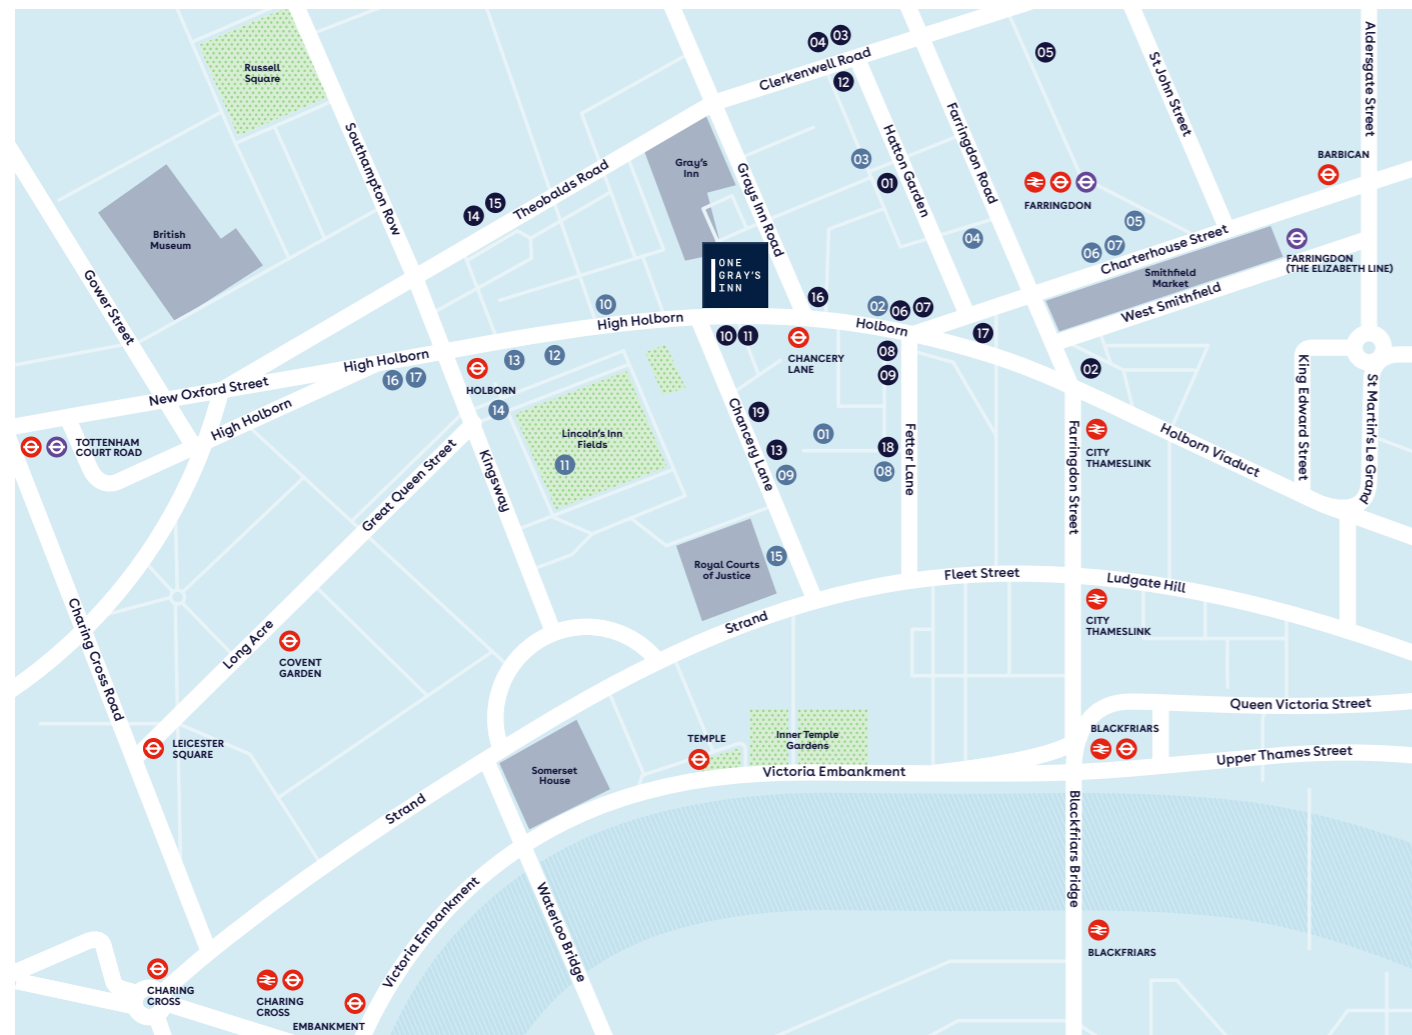 04
03
Clerkenwell Road
05
12
Russell
Square
Southampton Row
St John Street
Aldersgate Street
Farringdon Road
Hatton Garden
BARBICAN
03
Gray's
Inn
Grays Inn Road
01
FARRINGDON
Theobalds Road
15
14
05
British
Museum
04
07
06
Charterhouse Street
FARRINGDON
(THE ELIZABETH LINE)
ONE
GRAY'S
INN
Smithfield
Market
West Smithfield
Gower Street
10
16
02
06
07
High Holborn
Holborn
17
10
11
CHANCERY
LANE
08
02
High Holborn
13
12
09
16
17
HOLBORN
New Oxford Street
14
King Edward Street
St Martin's Le Grand
High Holborn
Lincoln's Inn
Fields
11
Chancery Lane
19
01
13
18
09
08
Fetter Lane
Farringdon Street
CITY
THAMESLINK
Holborn Viaduct
TOTTENHAM
COURT ROAD
Great Queen Street
Kingsway
Royal Courts
of Justice
15
Fleet Street
Ludgate Hill
CITY
THAMESLINK
Strand
Charing Cross Road
Long Acre
COVENT
GARDEN
LEICESTER
SQUARE
TEMPLE
Inner Temple
Gardens
Queen Victoria Street
BLACKFRIARS
Upper Thames Street
Somerset
House
Victoria Embankment
Strand
Blackfriars Bridge
Victoria Embankment
Waterloo Bridge
BLACKFRIARS
CHARING
CROSS
CHARING
CROSS
EMBANKMENT